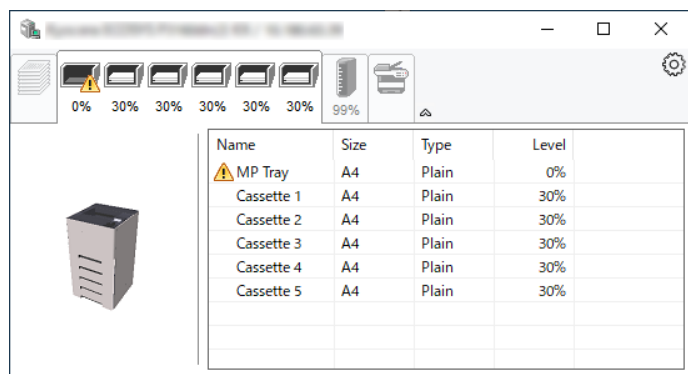 0% 30% 30% 30% 30% 30% 99%
Name Size Type Level
MP Tray A4 Plain 0%
Cassette 1 A4 Plain 30%
Cassette 2 A4 Plain 30%
Cassette 3 A4 Plain 30%
Cassette 4 A4 Plain 30%
Cassette 5 A4 Plain 30%